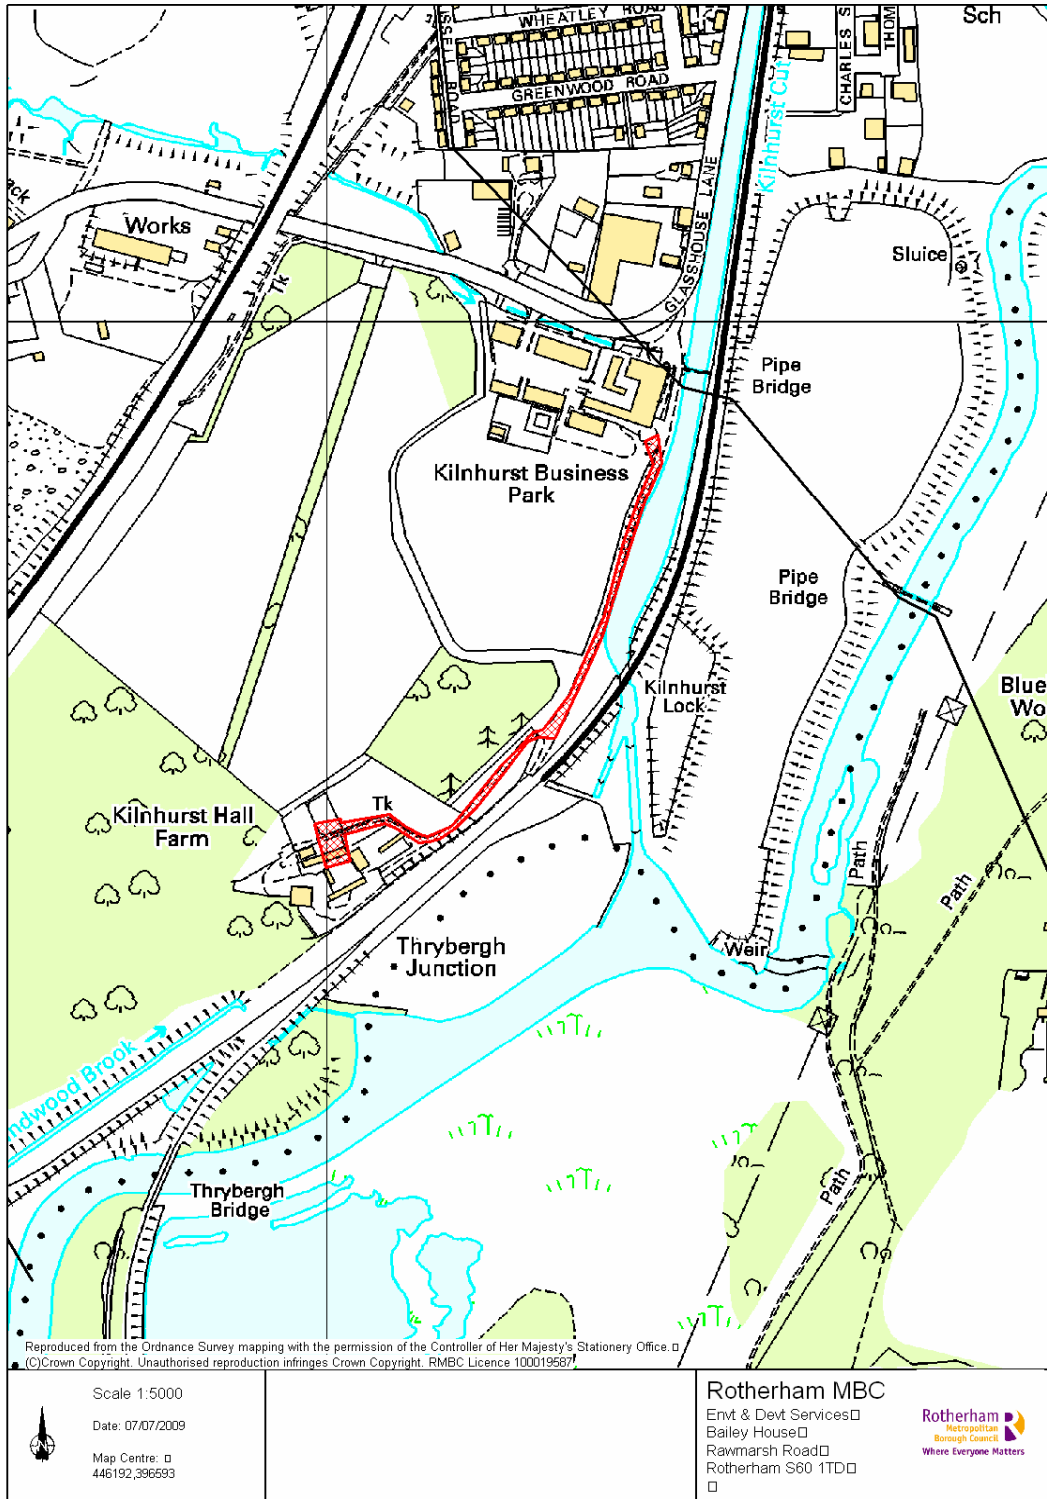 WHEATLEY ROAD
Sch
ROAD
GREENWOOD ROAD
CHARLES S
THOM
Kilnhurst Cut
GLASSHOUSE LANE
ack
Works
Tk
Sluice
Pipe
Bridge
Kilnhurst Business
Park
Pipe
Bridge
Kilnhurst
Lock
Blue
Wo
Kilnhurst Hall
Farm
Tk
Path
Path
Thrybergh
Junction
Weir
ndwood Brook
Path
Thrybergh
Bridge
Reproduced from the Ordnance Survey mapping with the permission of the Controller of Her Majesty's Stationery Office.
(C)Crown Copyright. Unauthorised reproduction infringes Crown Copyright. RMBC Licence 100019587
Scale 1:5000
Date: 07/07/2009
Map Centre:
446192,396593
Rotherham MBC
Envt & Devt Services
Bailey House
Rawmarsh Road
Rotherham S60 1TD
Rotherham
Metropolitan
Borough Council
Where Everyone Matters